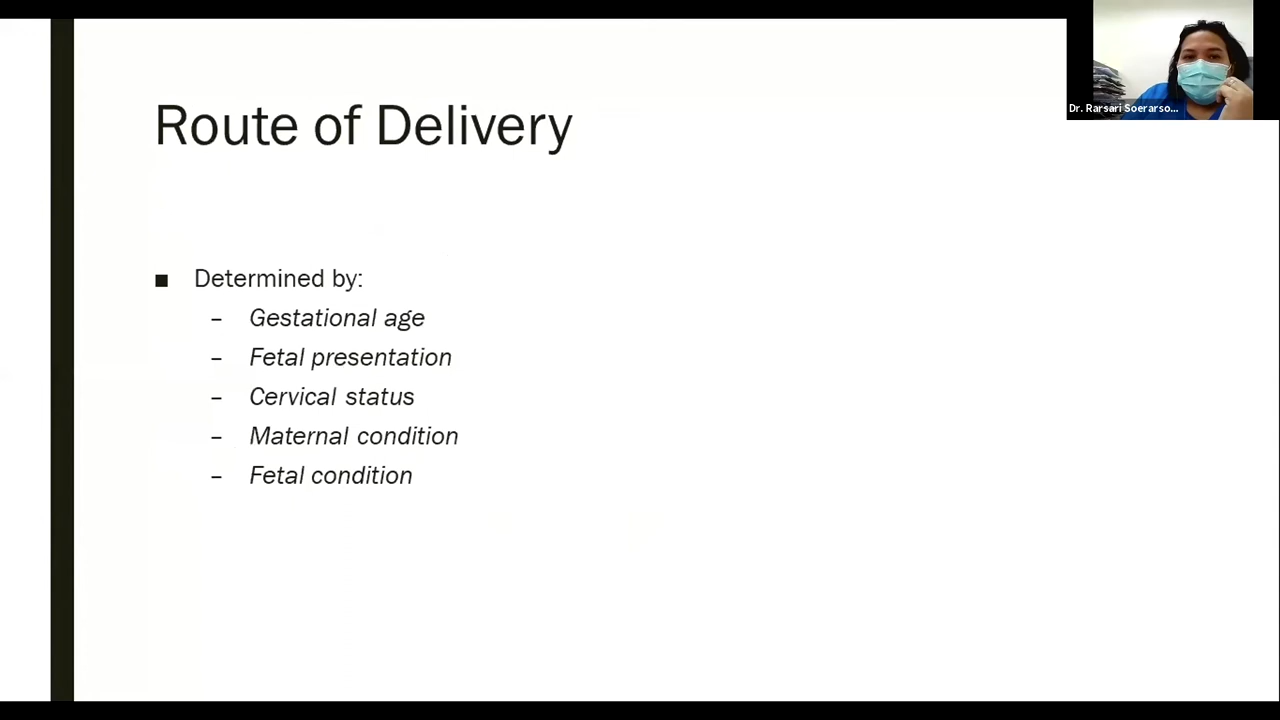 Route of Delivery
Dr. Rarsari Soerarso...
■ Determined by:
– Gestational age
– Fetal presentation
– Cervical status
– Maternal condition
– Fetal condition